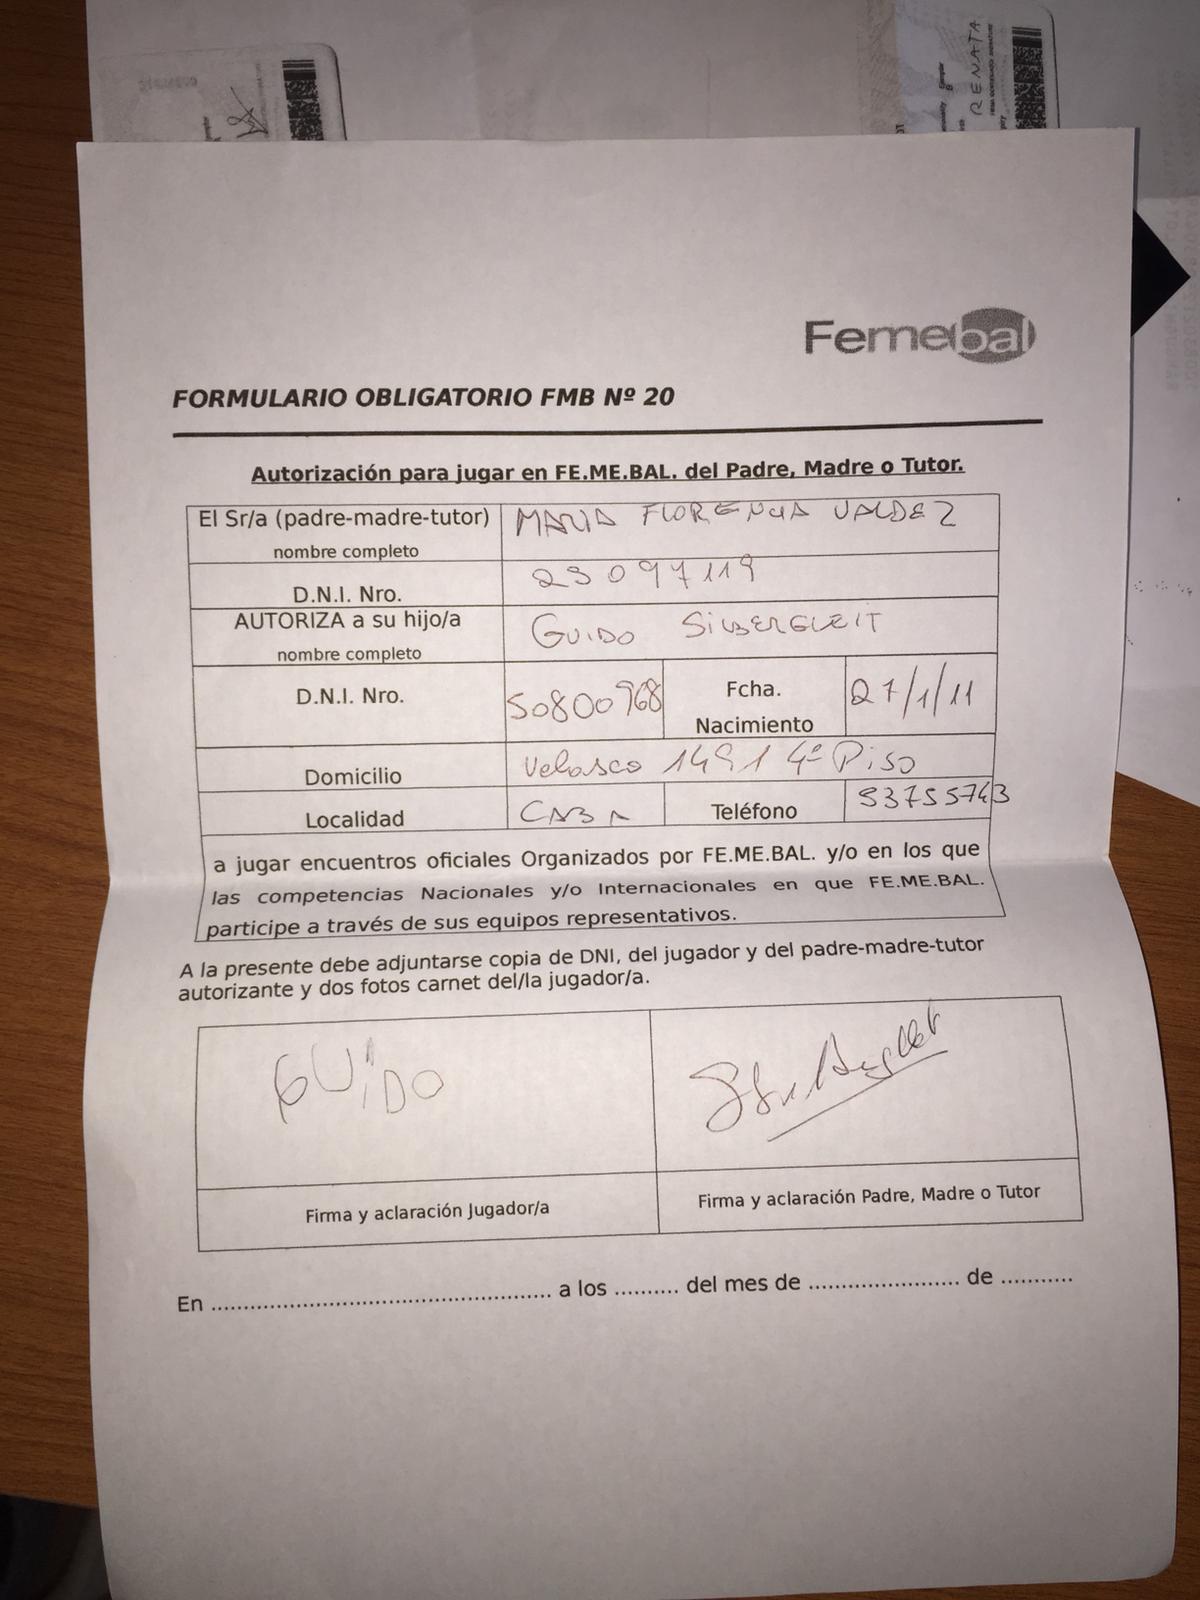 RENATA
Femebal
FORMULARIO OBLIGATORIO FMB Nº 20
Autorización para jugar en FE.ME.BAL. del Padre, Madre o Tutor.
El Sr/a (padre-madre-tutor) MARIA FLORENCIA VALDEZ
nombre completo
D.N.I. Nro. 23097119
AUTORIZA a su hijo/a GUIDO SILBERGLEIT
nombre completo
D.N.I. Nro. 50800968 Fcha. 27/1/11
Nacimiento
Domicilio Velasco 1491 4º Piso
Localidad CABA Teléfono 53755743
a jugar encuentros oficiales Organizados por FE.ME.BAL. y/o en los que
las competencias Nacionales y/o Internacionales en que FE.ME.BAL.
participe a través de sus equipos representativos.
A la presente debe adjuntarse copia de DNI, del jugador y del padre-madre-tutor
autorizante y dos fotos carnet del/la jugador/a.
GUIDO
Firma y aclaración Jugador/a Firma y aclaración Padre, Madre o Tutor
En .................................................... a los .......... del mes de ....................... de ...........